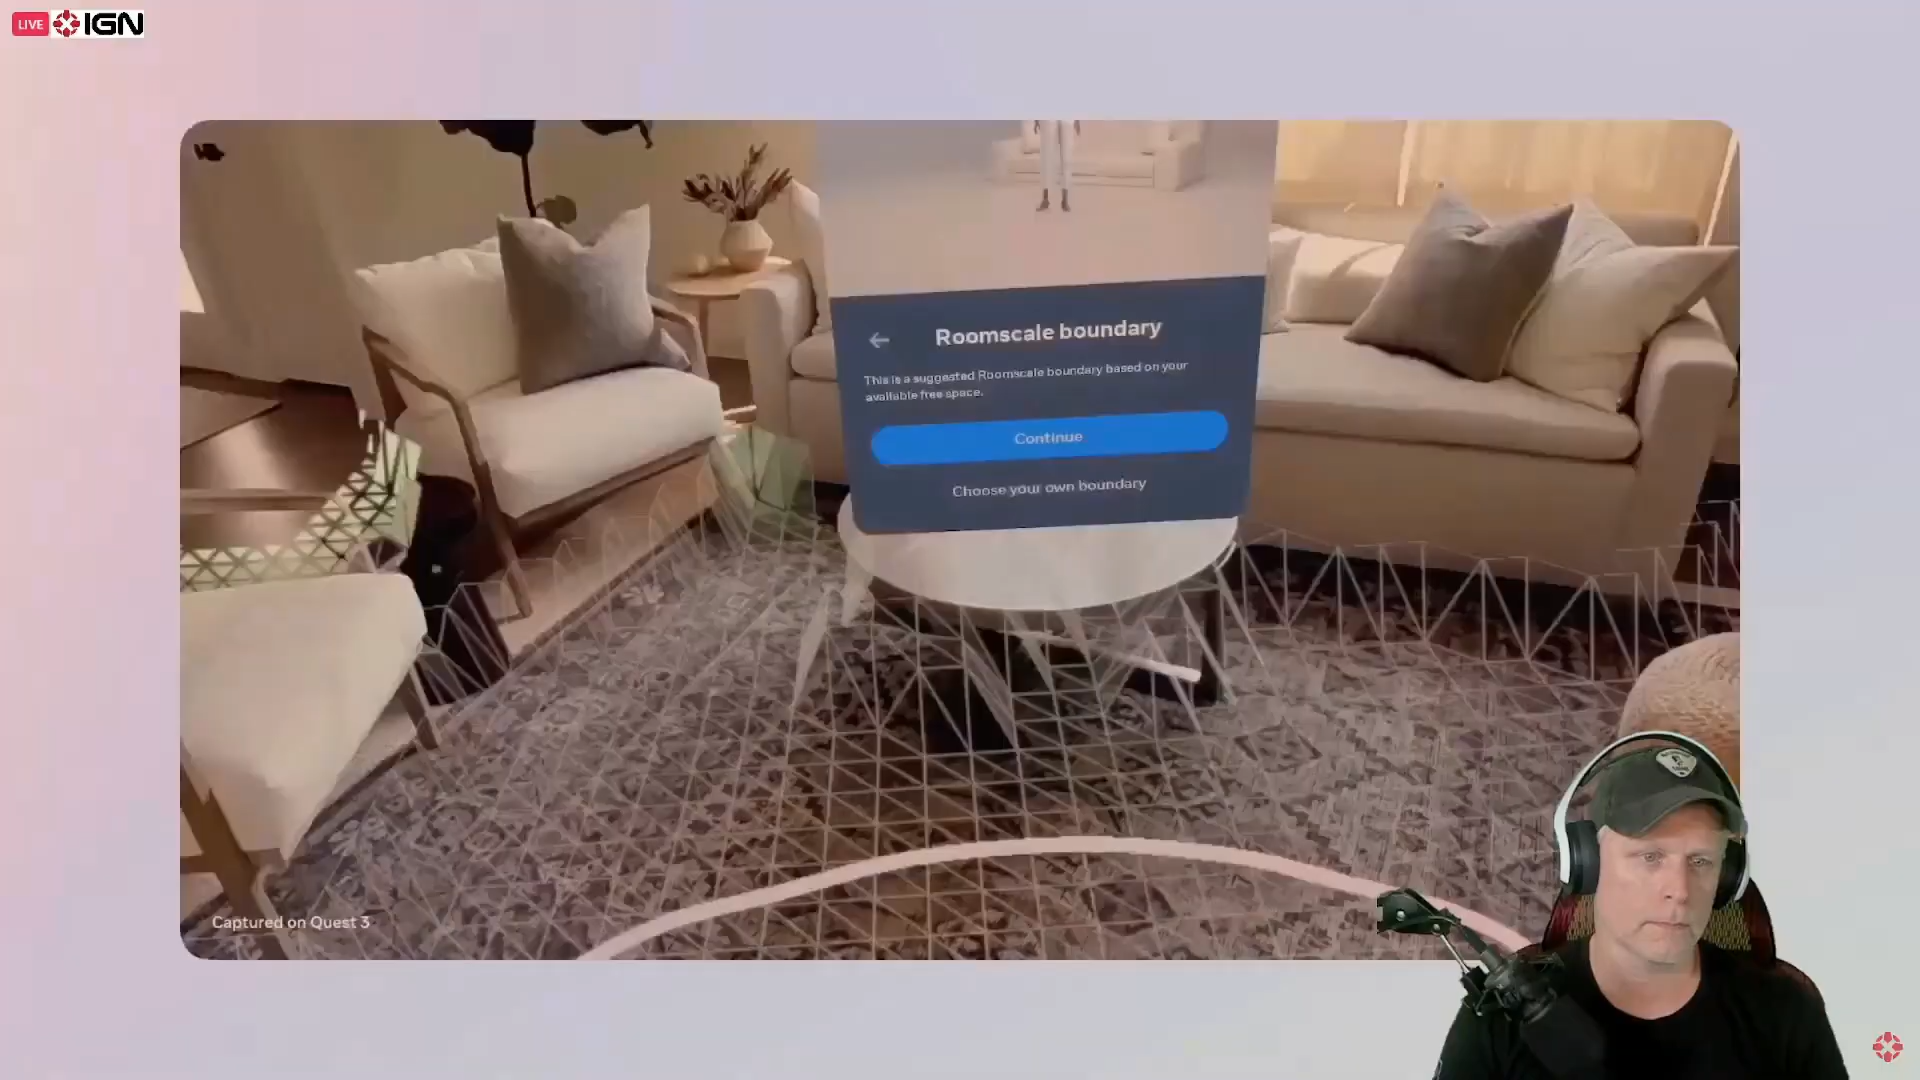 LIVE IGN
Roomscale boundary
This is a suggested Roomscale boundary based on your
available free space.
Continue
Choose your own boundary
Captured on Quest 3